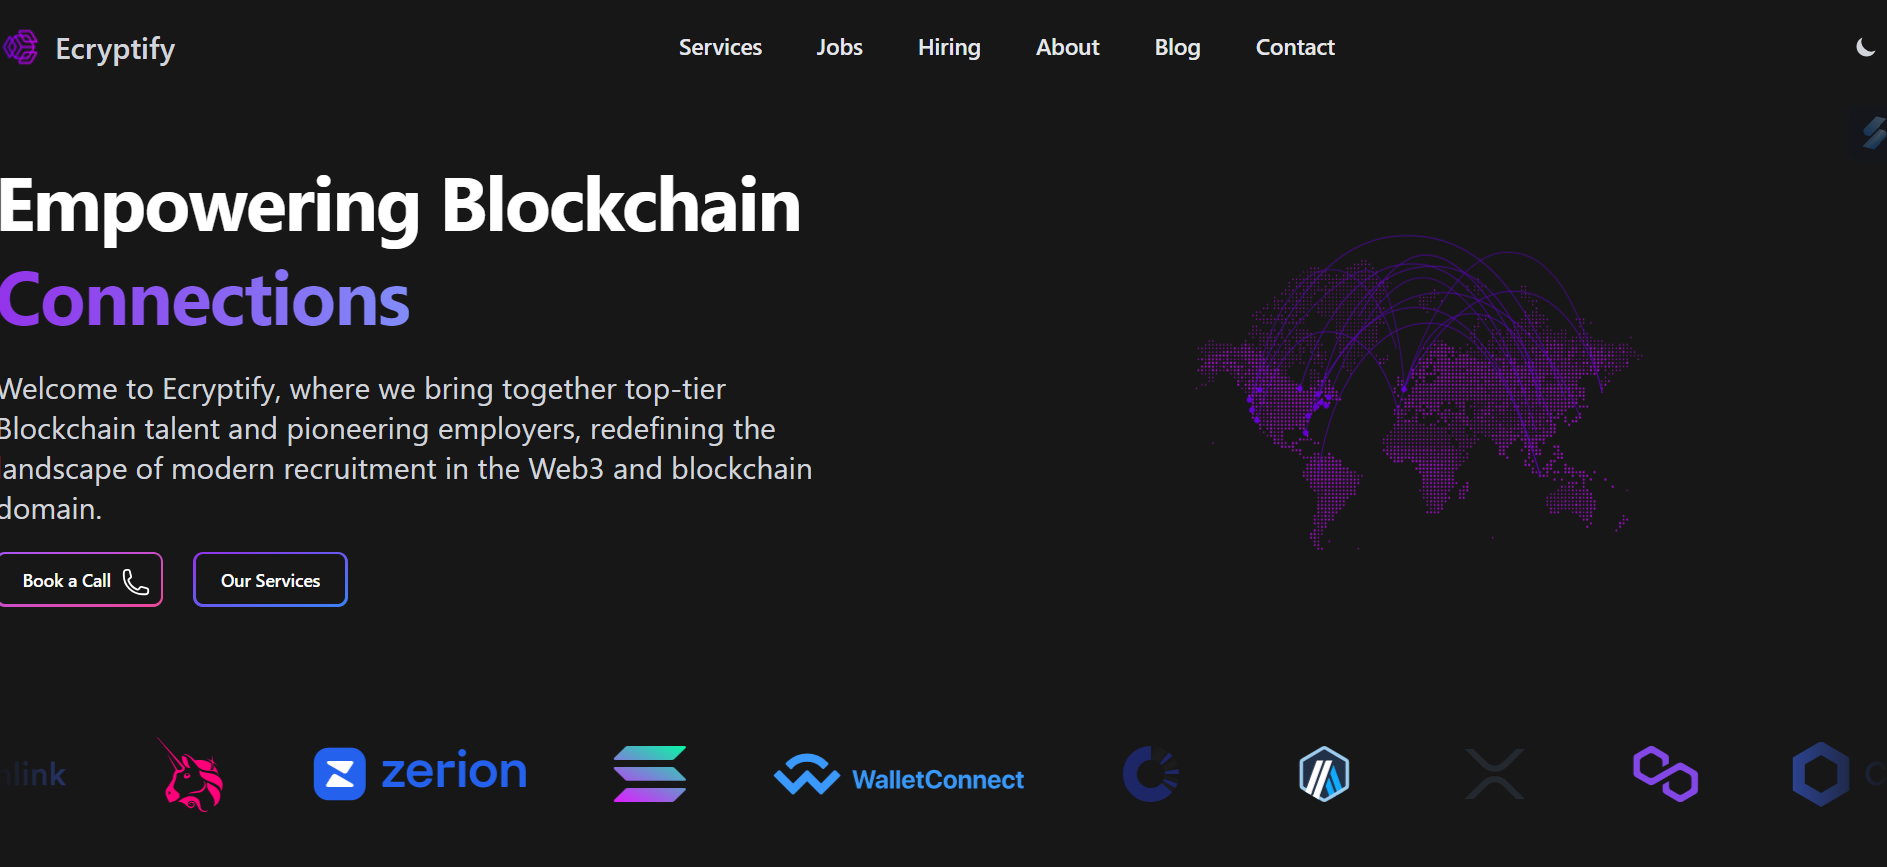 Ecryptify
Services
Jobs
Hiring
About
Blog
Contact
Empowering Blockchain
Connections
Welcome to Ecryptify, where we bring together top-tier
Blockchain talent and pioneering employers, redefining the
landscape of modern recruitment in the Web3 and blockchain
domain.
Book a Call
Our Services
link
zerion
WalletConnect